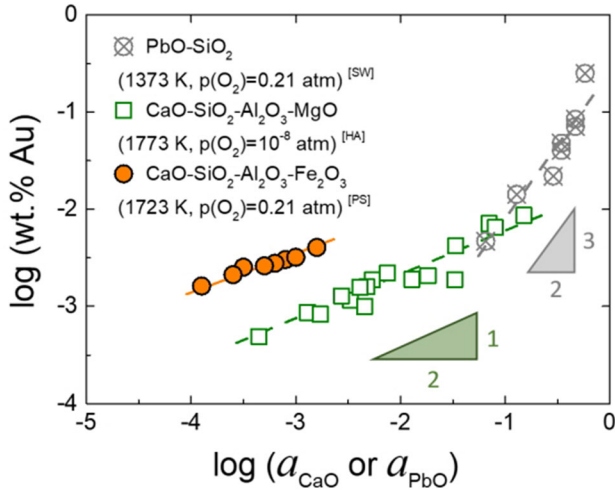 0
-1
-2
-3
-4
log (wt.% Au)
PbO-SiO₂
(1373 K, p(O₂)=0.21 atm) [SW]
CaO-SiO₂-Al₂O₃-MgO
(1773 K, p(O₂)=10⁻⁸ atm) [HA]
CaO-SiO₂-Al₂O₃-Fe₂O₃
(1723 K, p(O₂)=0.21 atm) [PS]
3
2
1
2
-5 -4 -3 -2 -1 0
log (a_CaO or a_PbO)